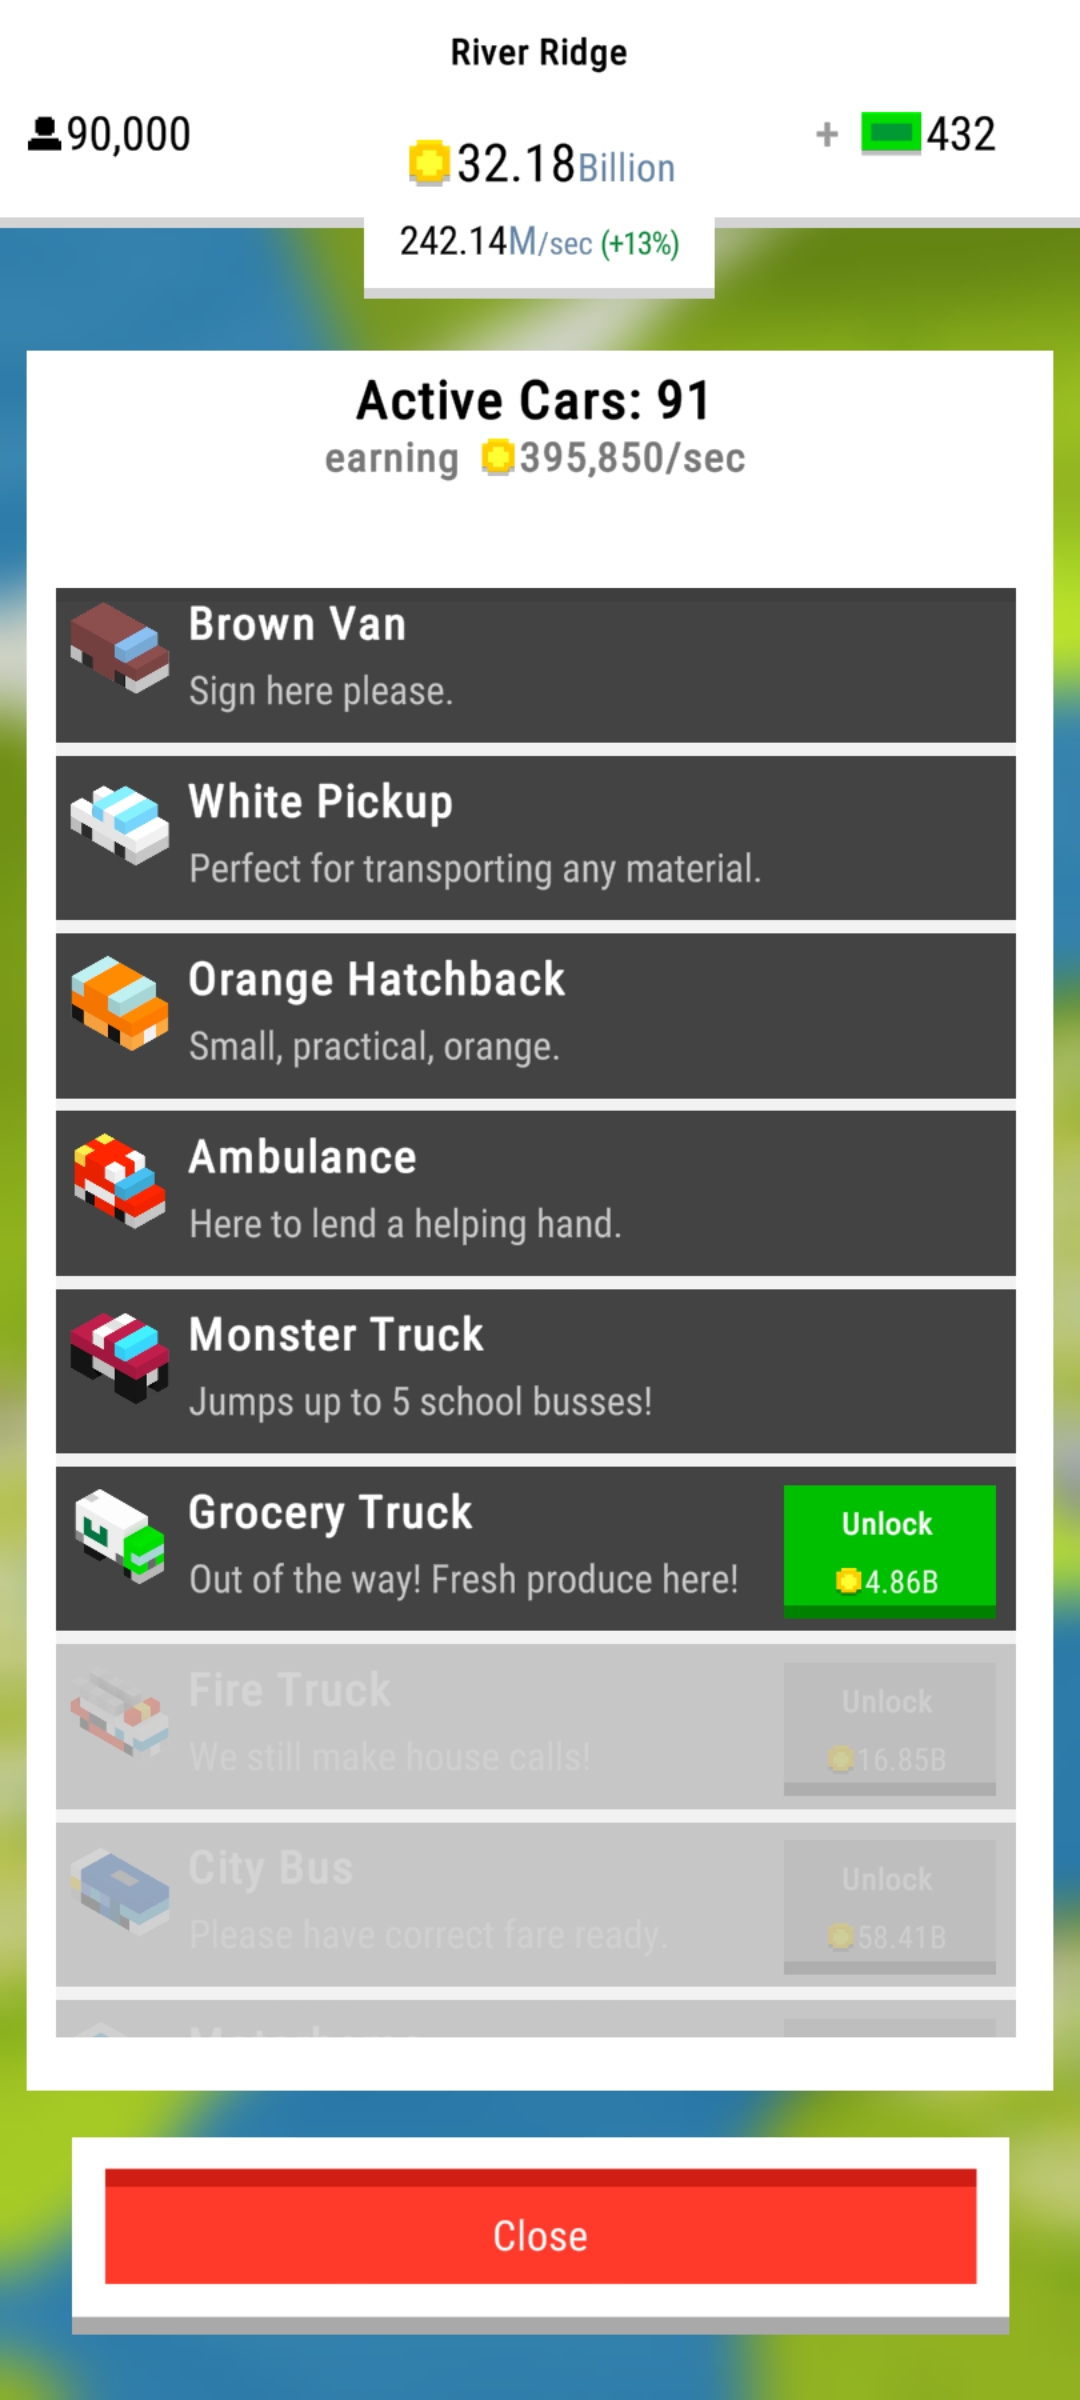 River Ridge
90,000
32.18Billion
+ 432
242.14M/sec (+13%)
Active Cars: 91
earning 395,850/sec
Brown Van
Sign here please.
White Pickup
Perfect for transporting any material.
Orange Hatchback
Small, practical, orange.
Ambulance
Here to lend a helping hand.
Monster Truck
Jumps up to 5 school busses!
Grocery Truck
Unlock
Out of the way! Fresh produce here!
4.86B
Fire Truck
Unlock
We still make house calls!
16.85B
City Bus
Unlock
Please have correct fare ready.
58.41B
Close